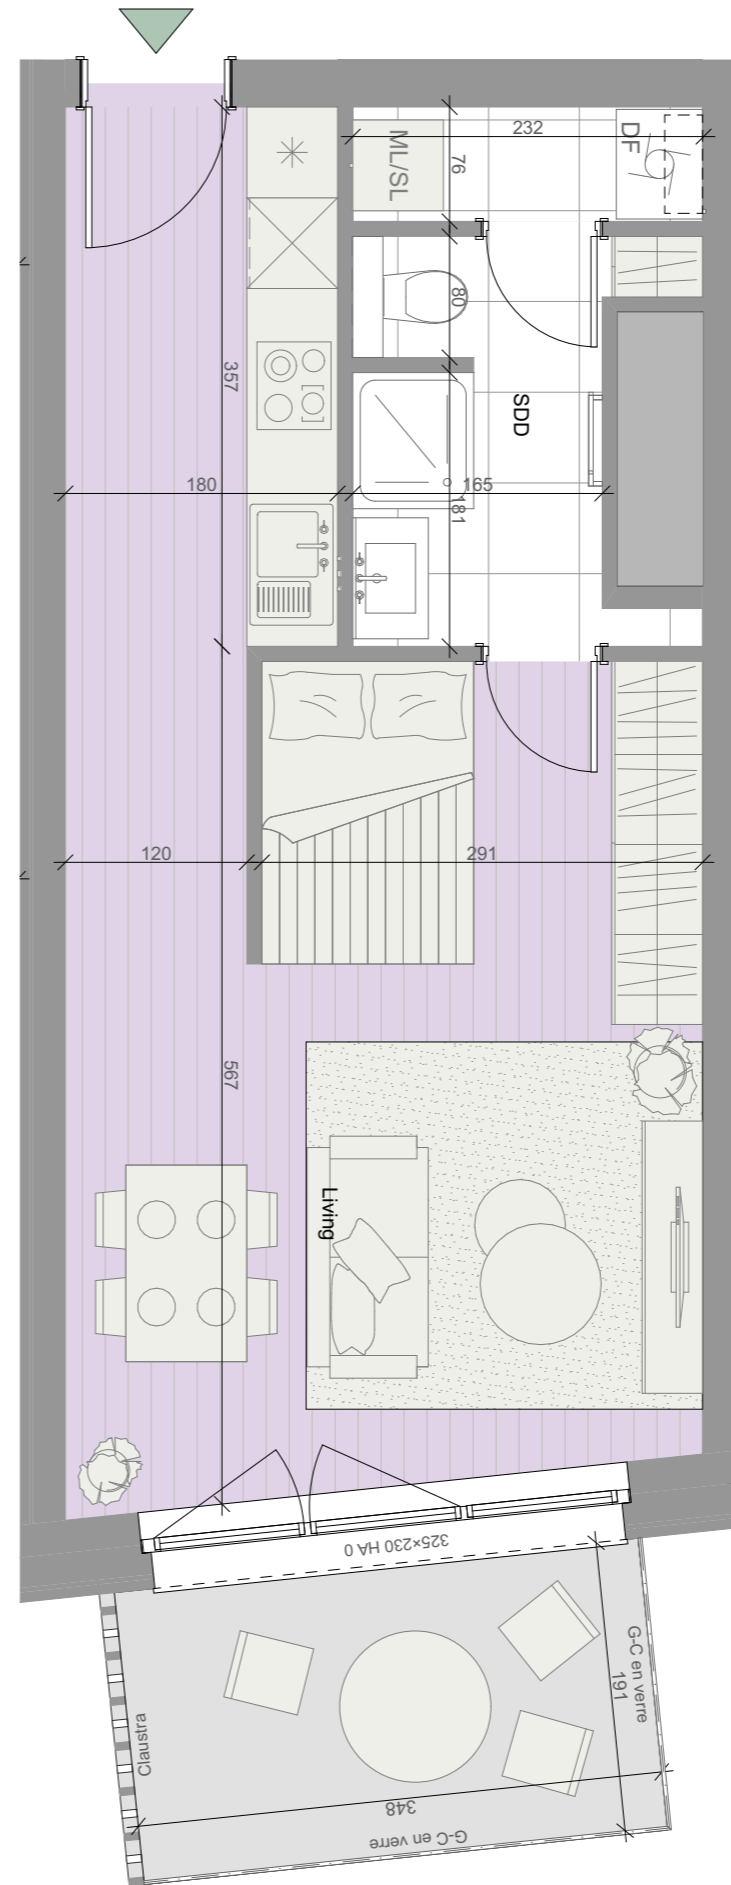 232
DF
ML/SL
76
80
357
SDD
180
165
181
120
291
567
Living
325×230 HA 0
G-C en verre
191
Claustra
348
G-C en verre